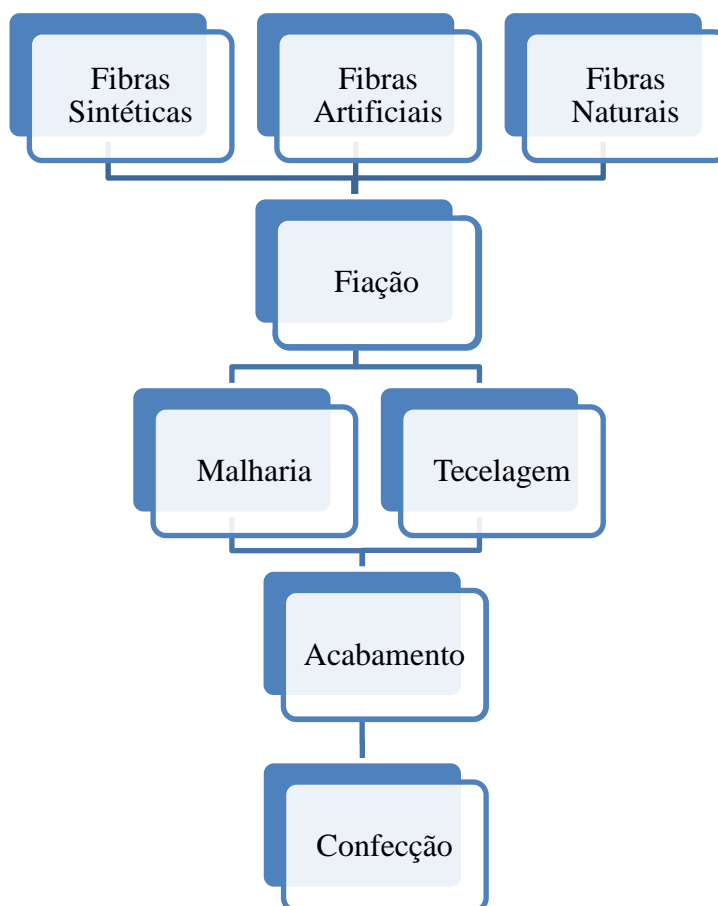 Fibras
Sintéticas
Fibras
Artificiais
Fibras
Naturais
Fiação
Malharia
Tecelagem
Acabamento
Confecção